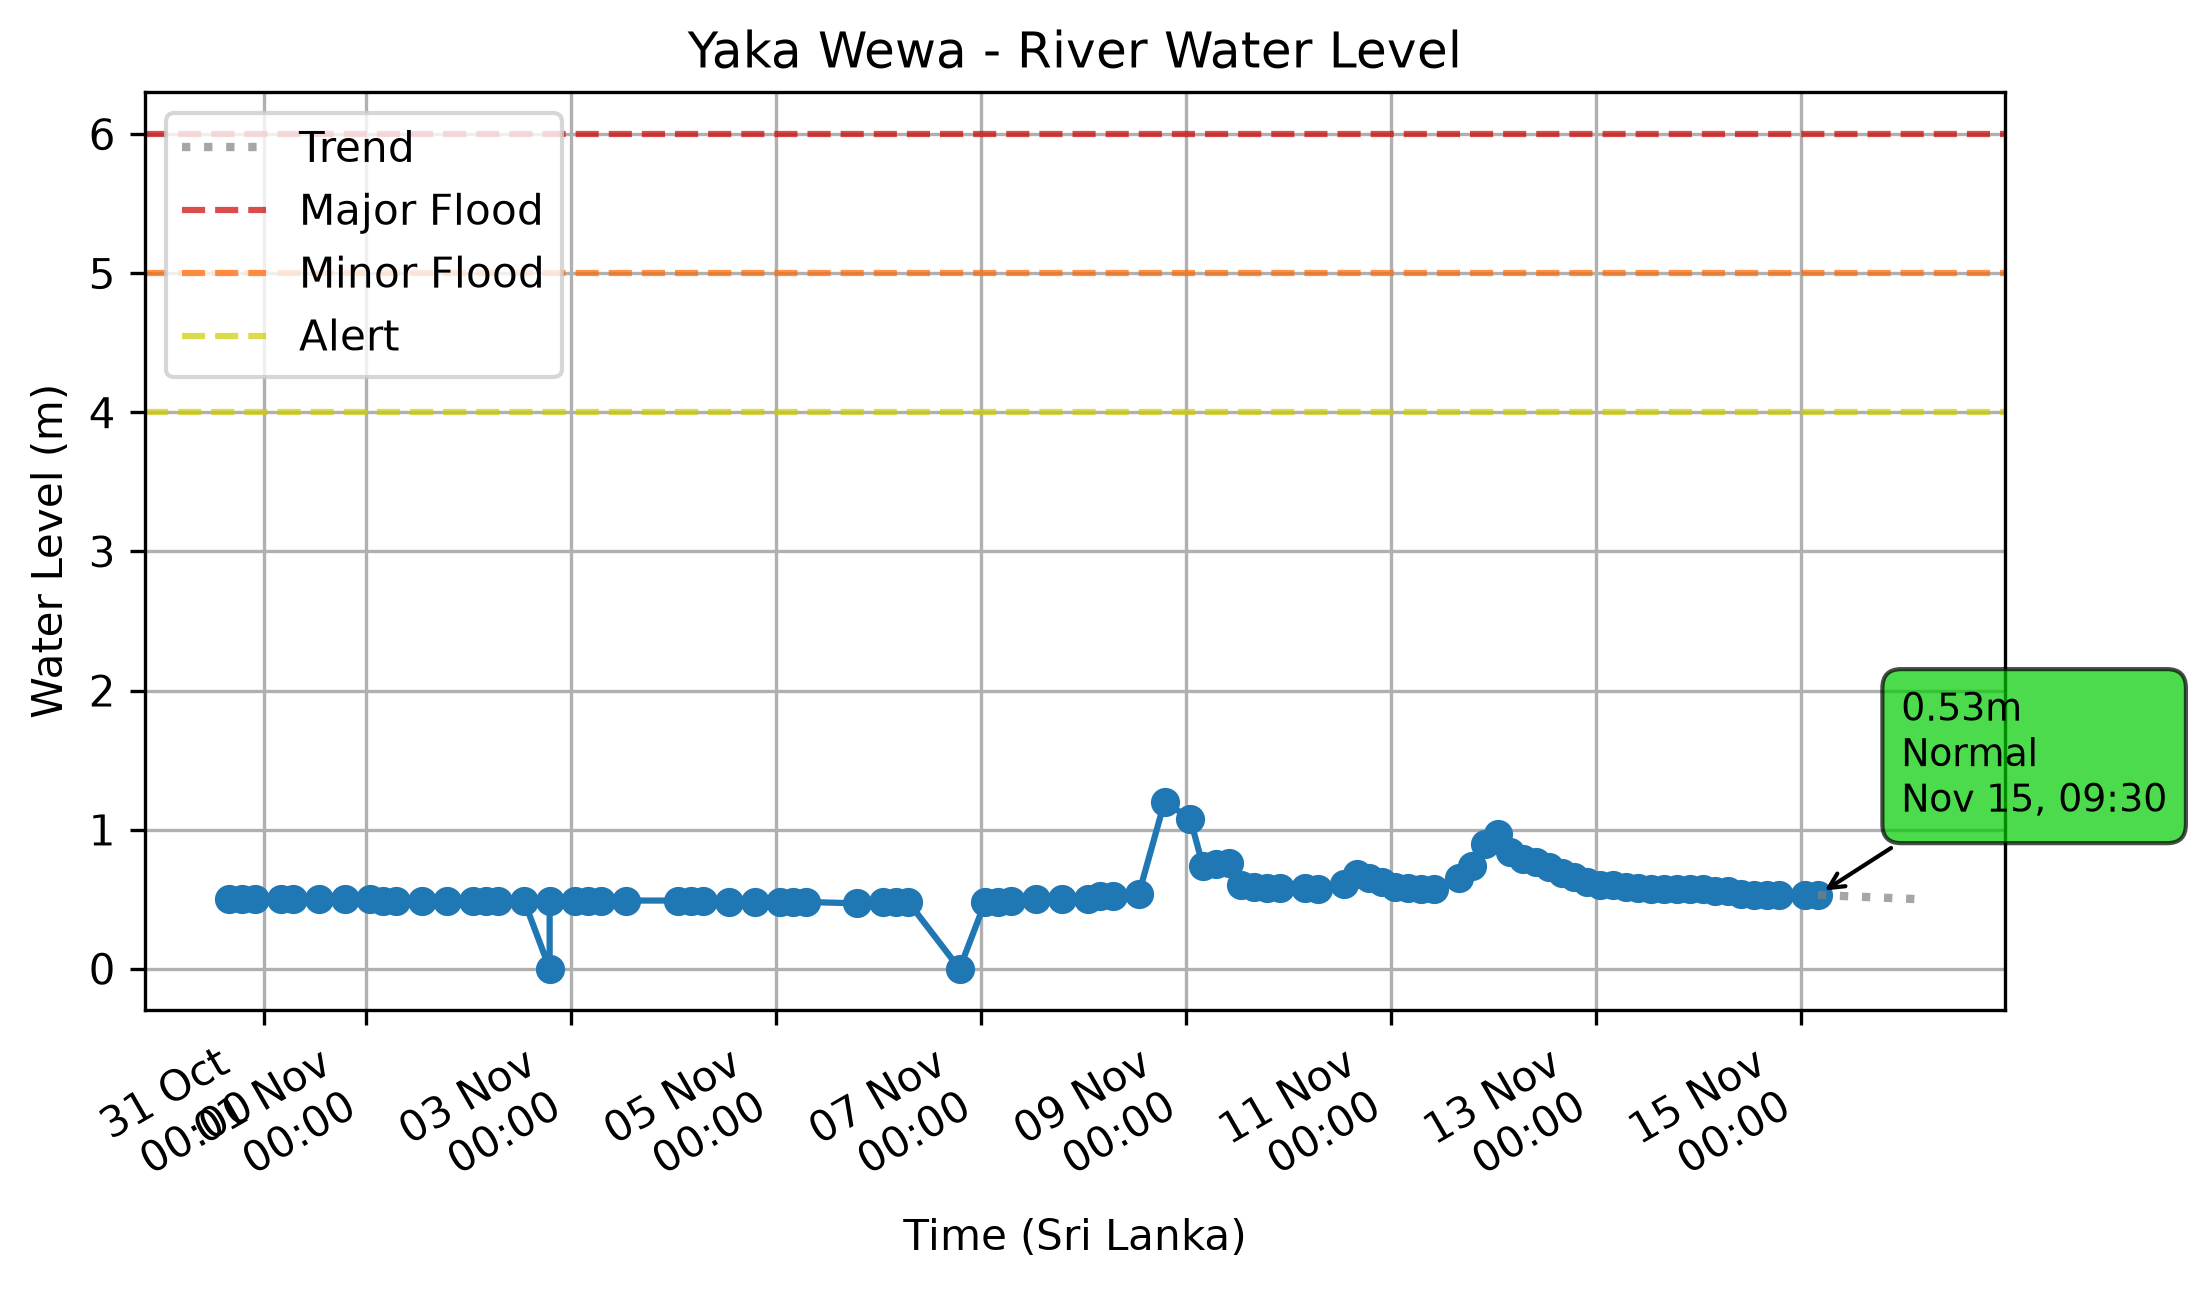 Yaka Wewa - River Water Level
Trend
Major Flood
Minor Flood
Alert
6
5
4
3
2
1
0
Water Level (m)
0.53m
Normal
Nov 15, 09:30
31 Oct
00:00
01 Nov
00:00
03 Nov
00:00
05 Nov
00:00
07 Nov
00:00
09 Nov
00:00
11 Nov
00:00
13 Nov
00:00
15 Nov
00:00
Time (Sri Lanka)